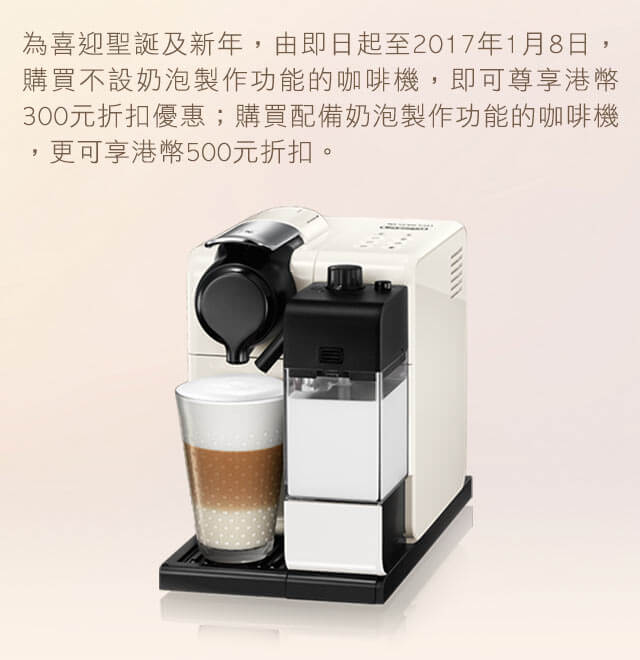 為喜迎聖誕及新年，由即日起至2017年1月8日，
購買不設奶泡製作功能的咖啡機，即可尊享港幣
300元折扣優惠；購買配備奶泡製作功能的咖啡機
，更可享港幣500元折扣。